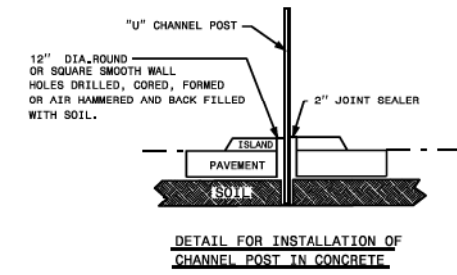 "U" CHANNEL POST
12" DIA.ROUND
OR SQUARE SMOOTH WALL
HOLES DRILLED, CORED, FORMED
OR AIR HAMMERED AND BACK FILLED
WITH SOIL.
2" JOINT SEALER
ISLAND
PAVEMENT
SOIL
DETAIL FOR INSTALLATION OF
CHANNEL POST IN CONCRETE